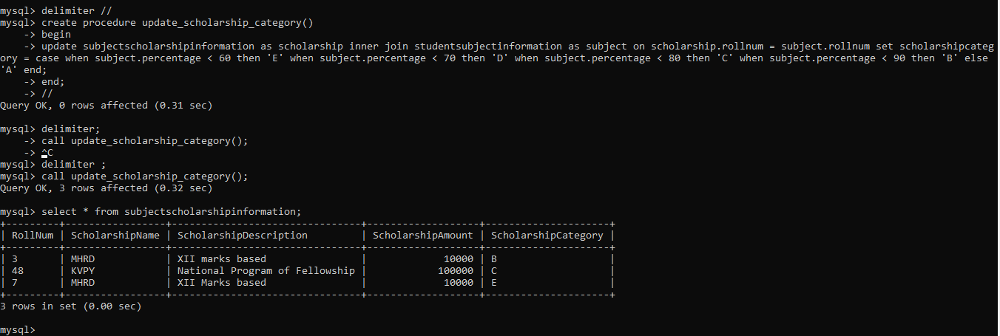 mysql> delimiter //
mysql> create procedure update_scholarship_category()
    -> begin
    -> update subjectscholarshipinformation as scholarship inner join studentsubjectinformation as subject on scholarship.rollnum = subject.rollnum set scholarshipcateg
ory = case when subject.percentage < 60 then 'E' when subject.percentage < 70 then 'D' when subject.percentage < 80 then 'C' when subject.percentage < 90 then 'B' else
'A' end;
    -> end;
    -> //
Query OK, 0 rows affected (0.31 sec)

mysql> delimiter;
    -> call update_scholarship_category();
    -> ^C
mysql> delimiter ;
mysql> call update_scholarship_category();
Query OK, 3 rows affected (0.32 sec)

mysql> select * from subjectscholarshipinformation;
+---------+-----------------+--------------------------------+-------------------+---------------------+
| RollNum | ScholarshipName | ScholarshipDescription         | ScholarshipAmount | ScholarshipCategory |
+---------+-----------------+--------------------------------+-------------------+---------------------+
| 3       | MHRD            | XII marks based                |             10000 | B                   |
| 48      | KVPY            | National Program of Fellowship |            100000 | C                   |
| 7       | MHRD            | XII Marks based                |             10000 | E                   |
+---------+-----------------+--------------------------------+-------------------+---------------------+
3 rows in set (0.00 sec)

mysql>